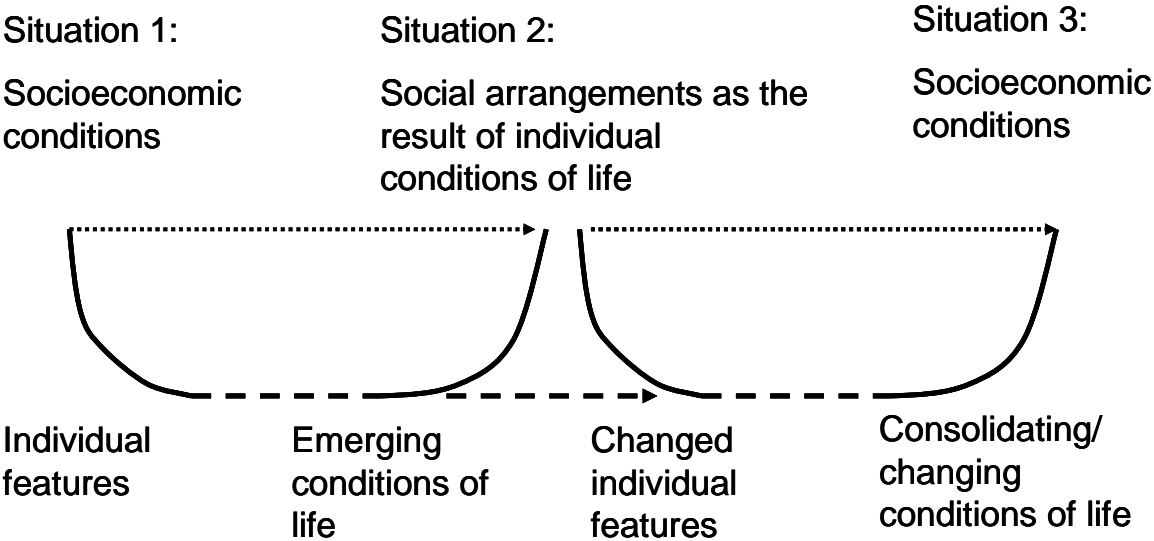 Situation 1:
Socioeconomic
conditions
Situation 2:
Social arrangements as the
result of individual
conditions of life
Situation 3:
Socioeconomic
conditions
Individual
features
Emerging
conditions of
life
Changed
individual
features
Consolidating/
changing
conditions of life